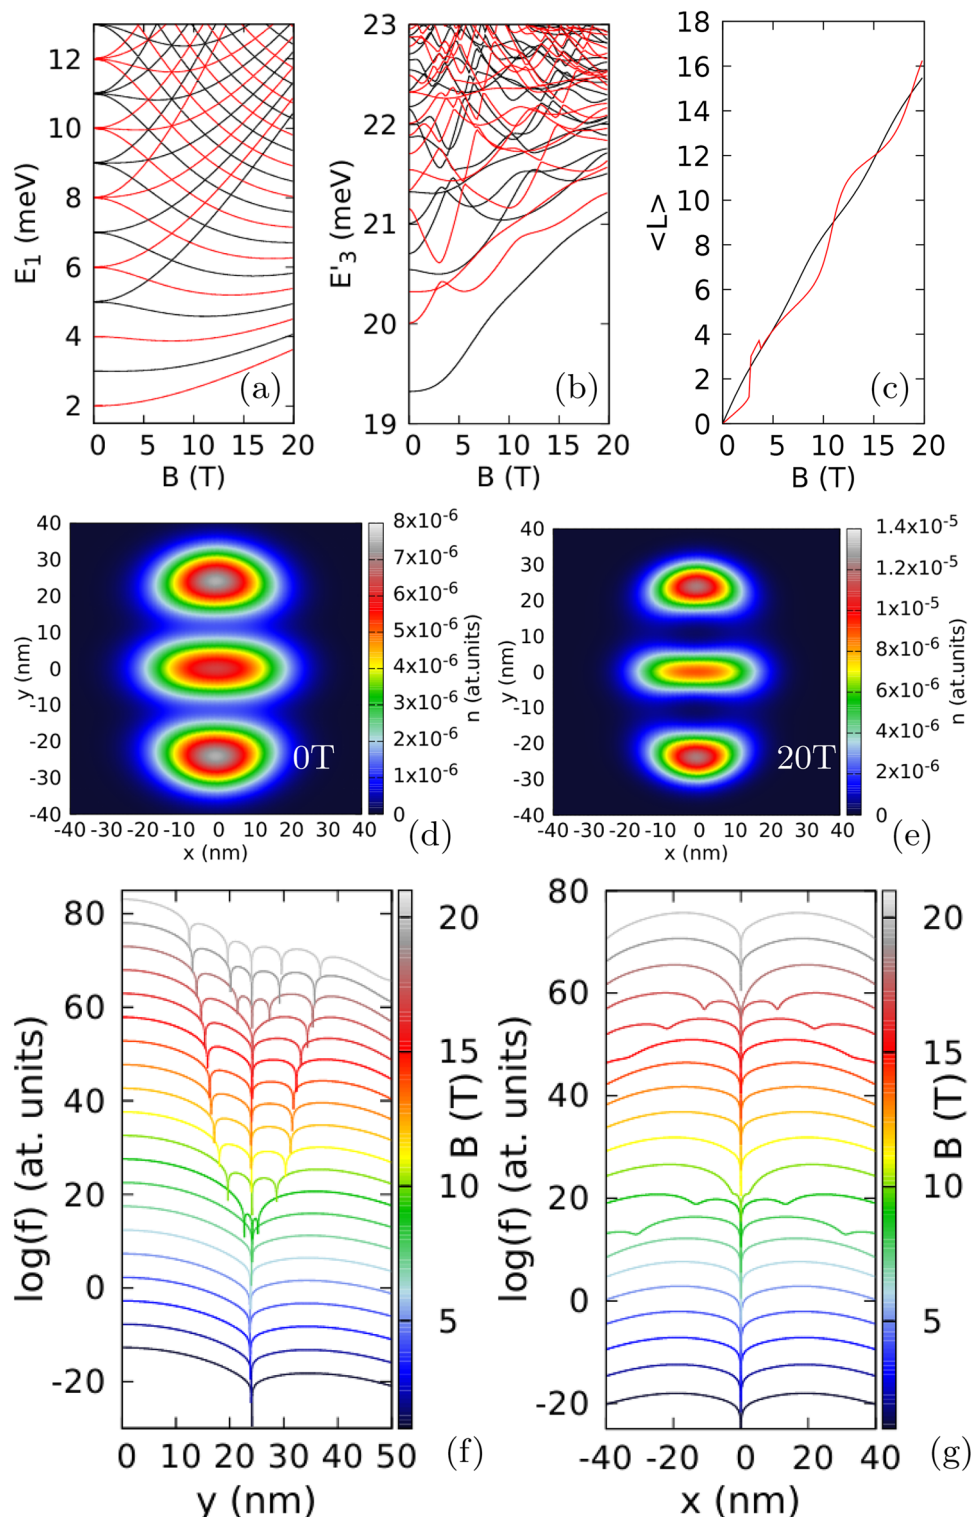 E1 (meV)
12
10
8
6
4
2
0 5 10 15 20
B (T)
(a)
E'3 (meV)
23
22
21
20
19
0 5 10 15 20
B (T)
(b)
<L>
18
16
14
12
10
8
6
4
2
0
0 5 10 15 20
B (T)
(c)
y (nm)
40
30
20
10
0
-10
-20
-30
-40
-40 -30 -20 -10 0 10 20 30 40
x (nm)
0T
8x10-6
7x10-6
6x10-6
5x10-6
4x10-6
3x10-6
2x10-6
1x10-6
0
n (at.units)
(d)
y (nm)
40
30
20
10
0
-10
-20
-30
-40
-40 -30 -20 -10 0 10 20 30 40
x (nm)
20T
1.4x10-5
1.2x10-5
1x10-5
8x10-6
6x10-6
4x10-6
2x10-6
0
n (at.units)
(e)
log(f) (at. units)
80
60
40
20
0
-20
0 10 20 30 40 50
y (nm)
20
15
10
5
B (T)
(f)
log(f) (at. units)
80
60
40
20
0
-20
-40 -20 0 20 40
x (nm)
20
15
10
5
B (T)
(g)